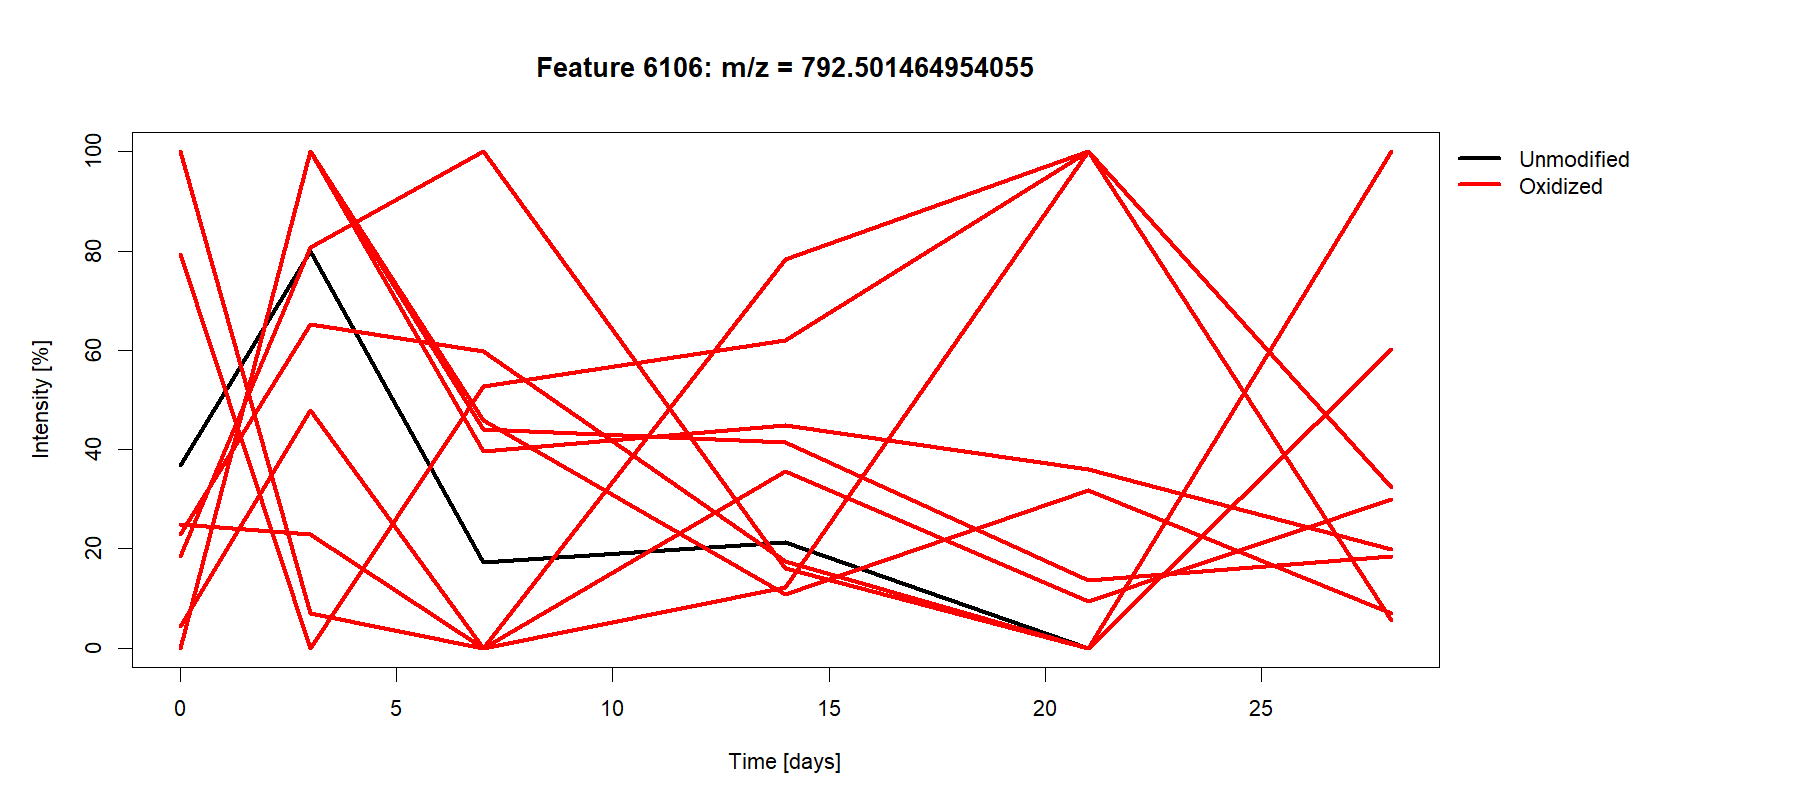 Feature 6106: m/z = 792.501464954055
Unmodified
Oxidized
Intensity [%]
100
80
60
40
20
0
0 5 10 15 20 25
Time [days]